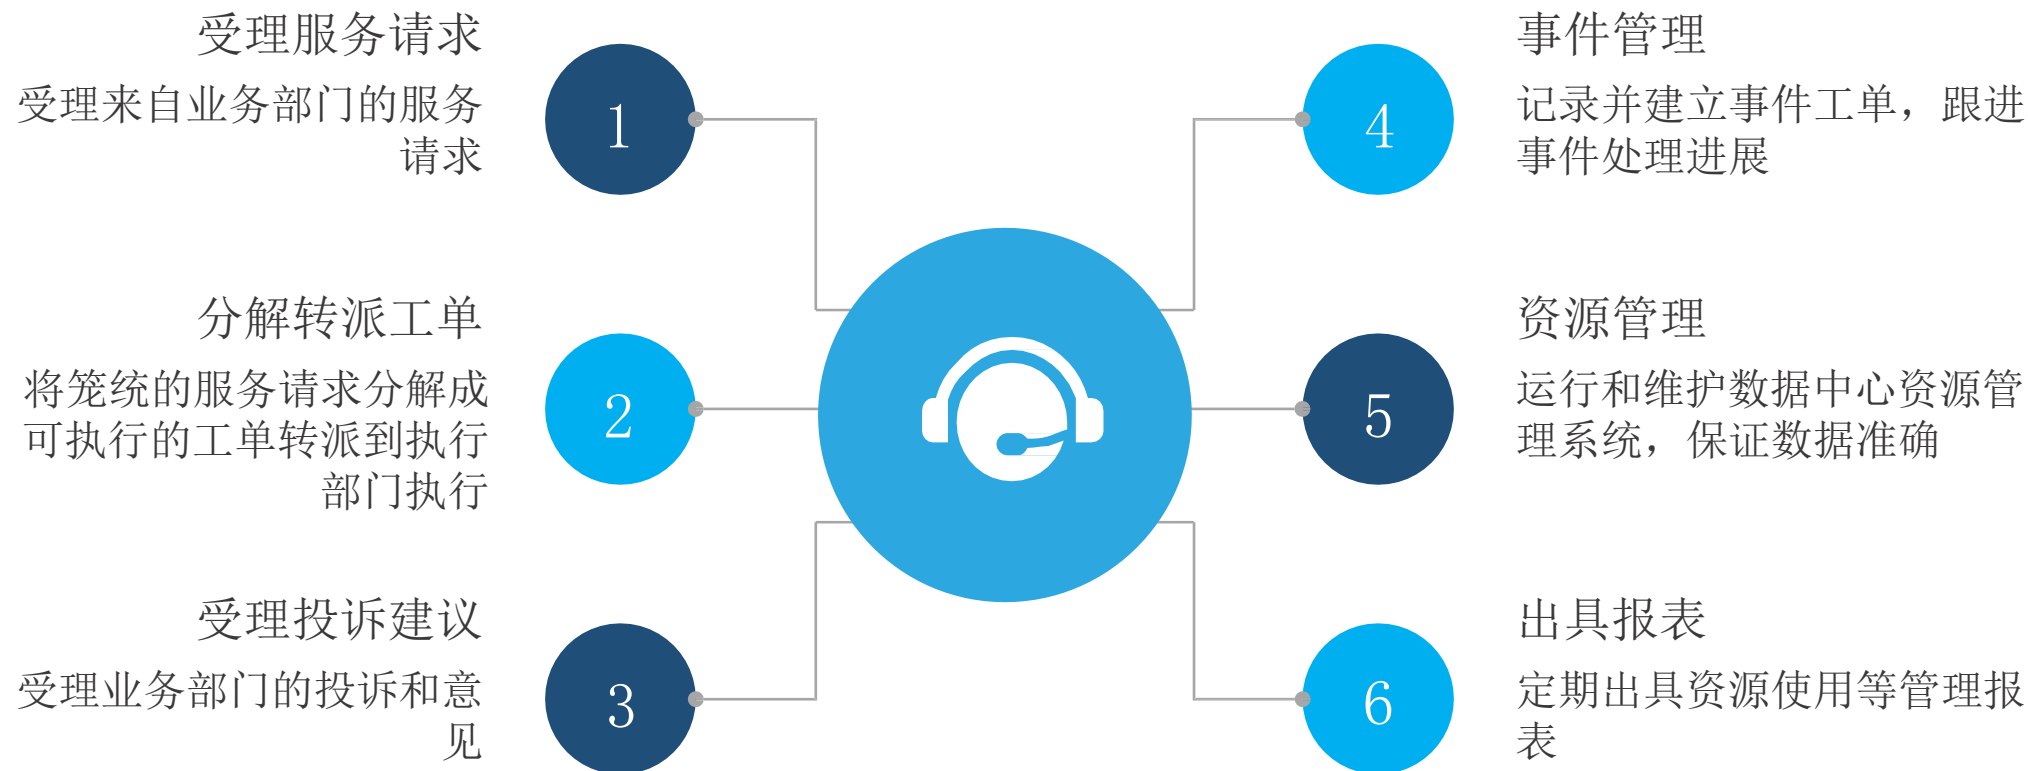 受理服务请求
受理来自业务部门的服务
请求
1
分解转派工单
将笼统的服务请求分解成
可执行的工单转派到执行
部门执行
2
受理投诉建议
受理业务部门的投诉和意
见
3
事件管理
记录并建立事件工单，跟进
事件处理进展
4
资源管理
运行和维护数据中心资源管
理系统，保证数据准确
5
出具报表
定期出具资源使用等管理报
表
6